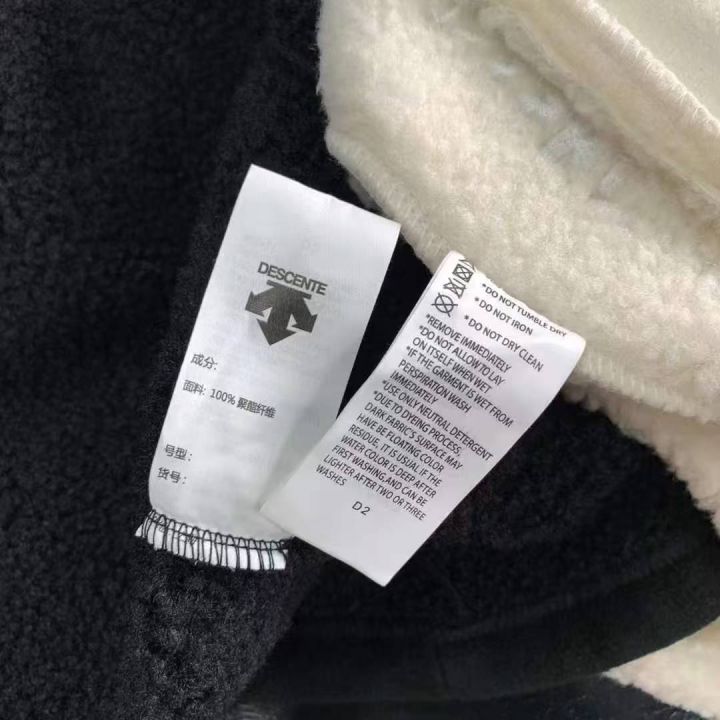 DESCENTE
成分:
面料: 100% 聚酯纤维
号型:
货号:
*DO NOT TUMBLE DRY
*DO NOT IRON
*DO NOT DRY CLEAN
*REMOVE IMMEDIATELY
*DO NOT ALLOW TO LAY
ON ITSELF WHEN WET
*IF THE GARMENT IS WET FROM
PERSPIRATION WASH
IMMEDIATELY
*USE ONLY NEUTRAL DETERGENT
*DUE TO DYEING PROCESS,
DARK FABRIC'S SURFACE MAY
HAVE BE FLOATING COLOR
RESIDUE, IT IS USUAL IF THE
WATER COLOR IS DEEP AFTER
FIRST WASHING,AND CAN BE
LIGHTER AFTER TWO OR THREE
WASHES
D2